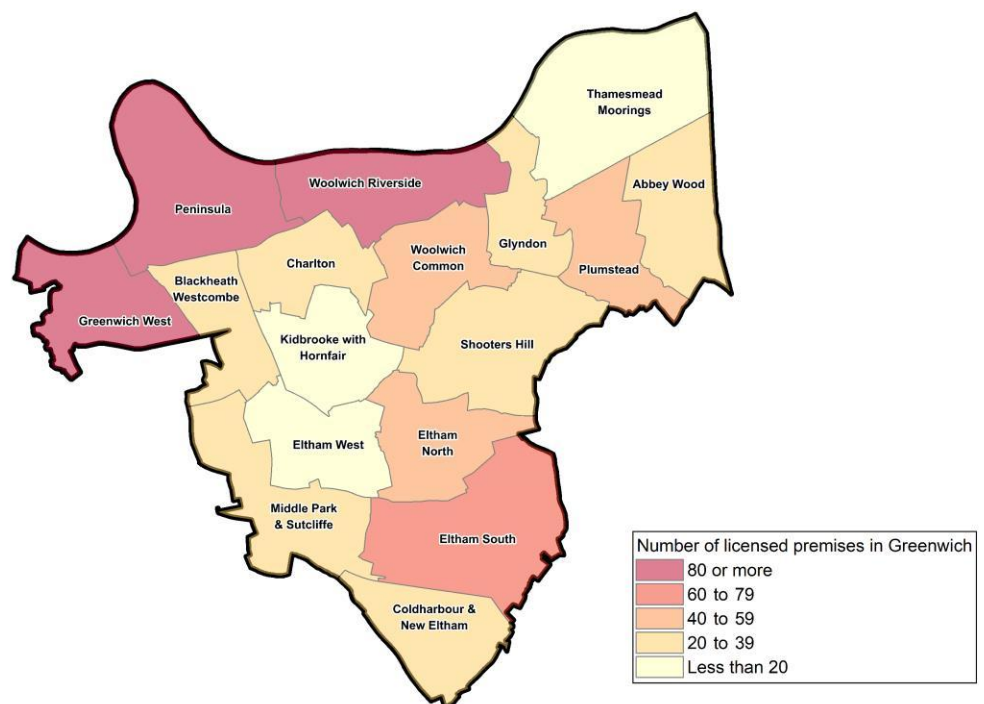 Thamesmead
Moorings
Abbey Wood
Woolwich Riverside
Peninsula
Glyndon
Woolwich
Common
Charlton
Plumstead
Blackheath
Westcombe
Greenwich West
Kidbrooke with
Hornfair
Shooters Hill
Eltham West
Eltham
North
Middle Park
& Sutcliffe
Eltham South
Coldharbour &
New Eltham
Number of licensed premises in Greenwich
80 or more
60 to 79
40 to 59
20 to 39
Less than 20